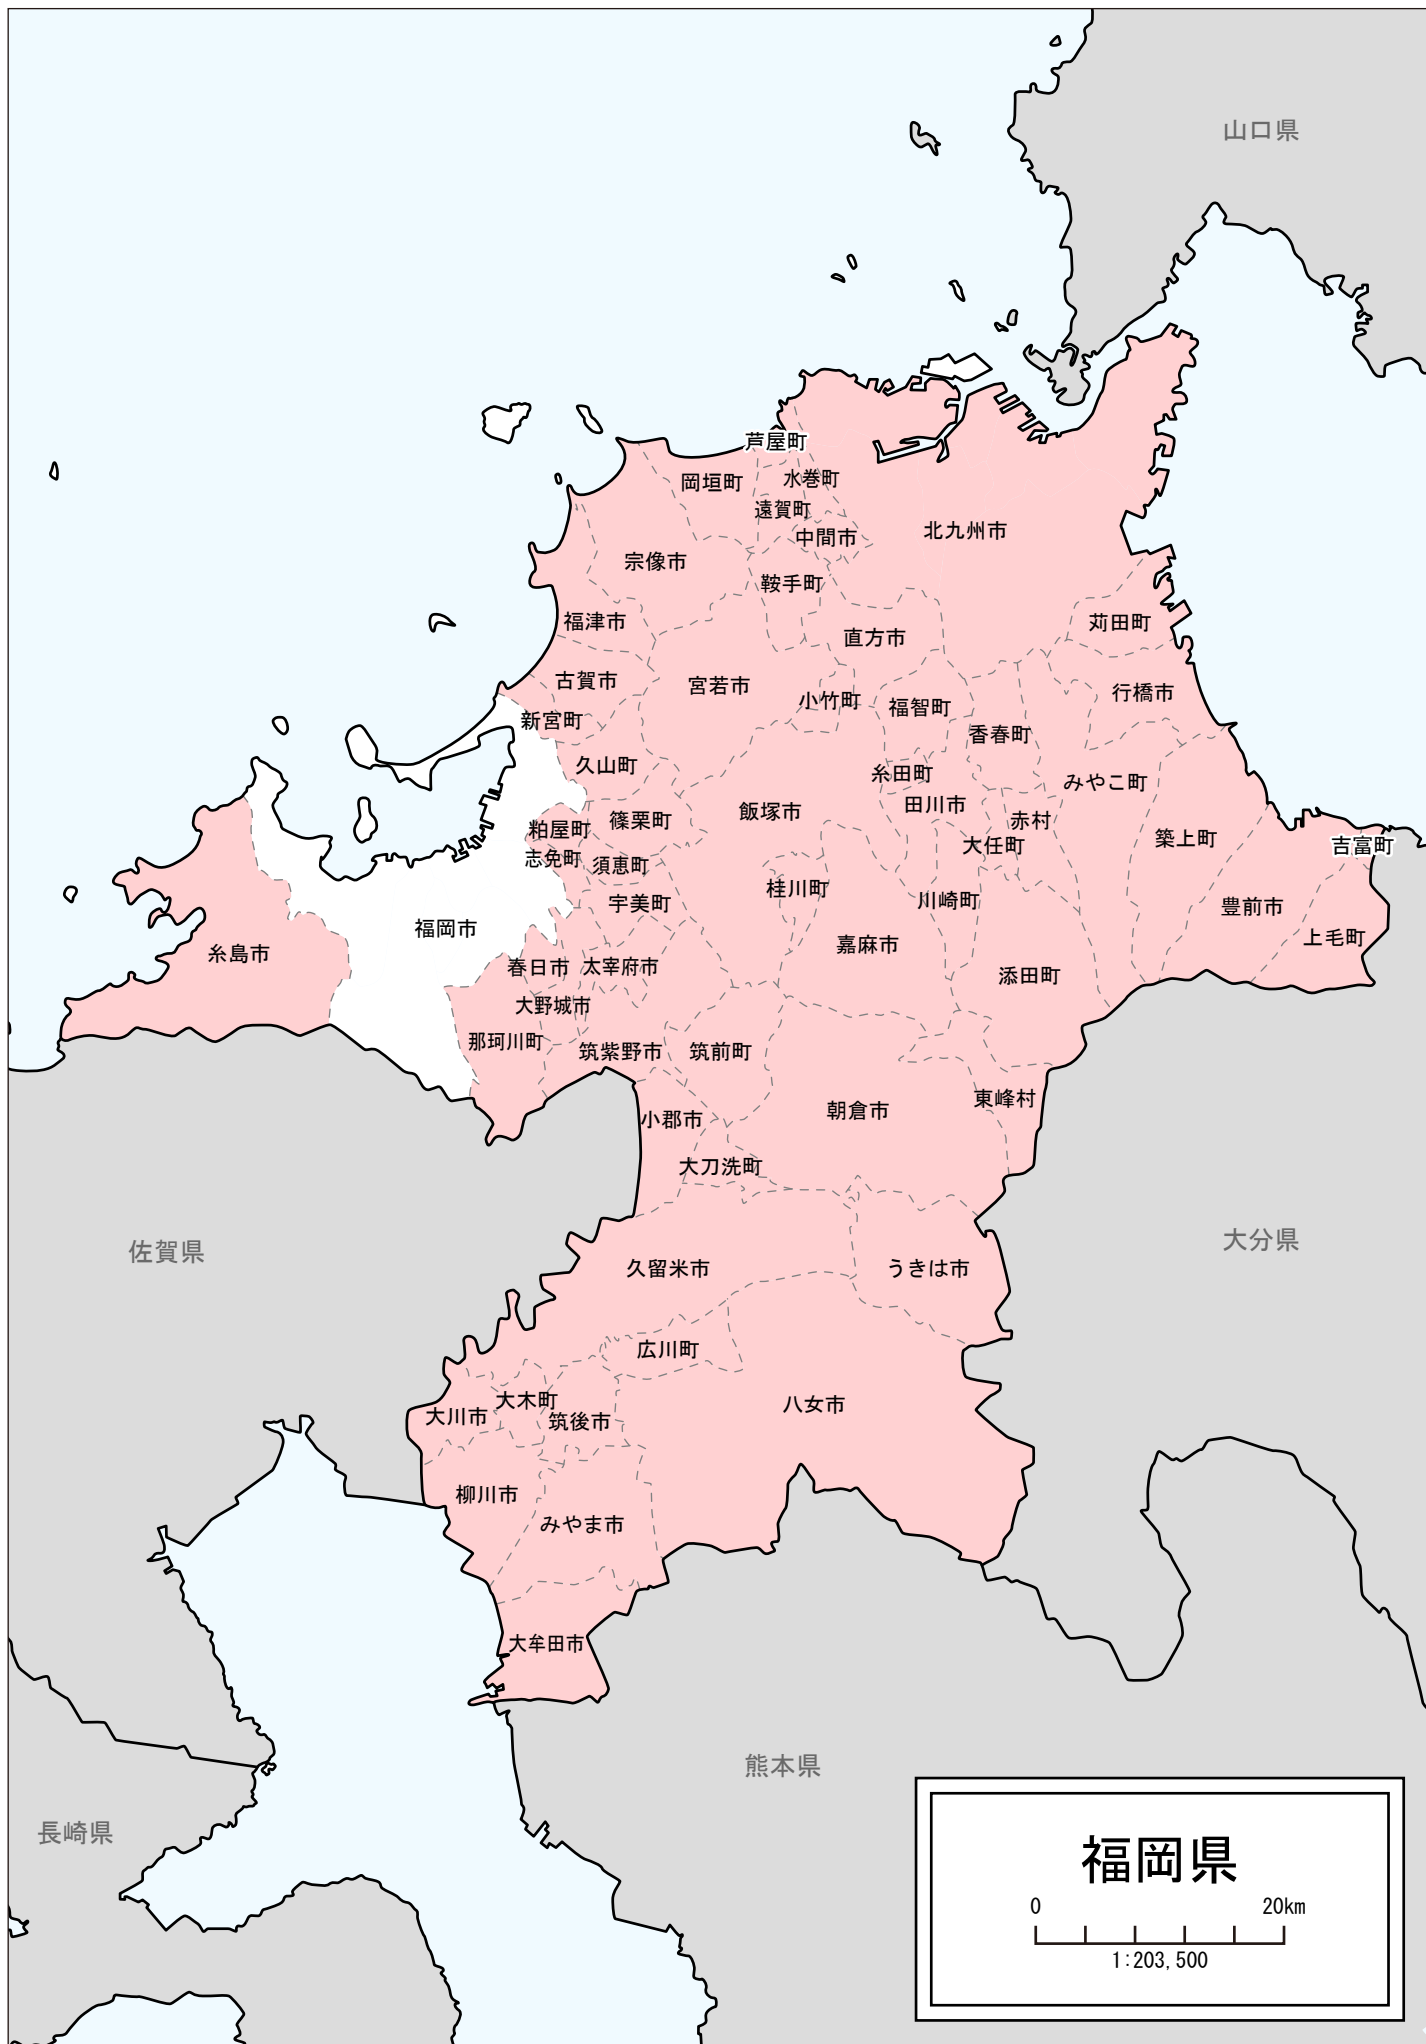 山口県
芦屋町
岡垣町
水巻町
遠賀町
中間市
北九州市
宗像市
鞍手町
福津市
苅田町
直方市
古賀市
宮若市
行橋市
小竹町
福智町
新宮町
香春町
久山町
糸田町
みやこ町
飯塚市
田川市
篠栗町
赤村
粕屋町
築上町
大任町
吉富町
志免町
須恵町
桂川町
川崎町
宇美町
豊前市
福岡市
上毛町
嘉麻市
糸島市
春日市
太宰府市
添田町
大野城市
那珂川町
筑紫野市
筑前町
東峰村
朝倉市
小郡市
大刀洗町
佐賀県
大分県
久留米市
うきは市
広川町
大木町
八女市
大川市
筑後市
柳川市
みやま市
大牟田市
熊本県
長崎県
福岡県
0 20km
1:203,500